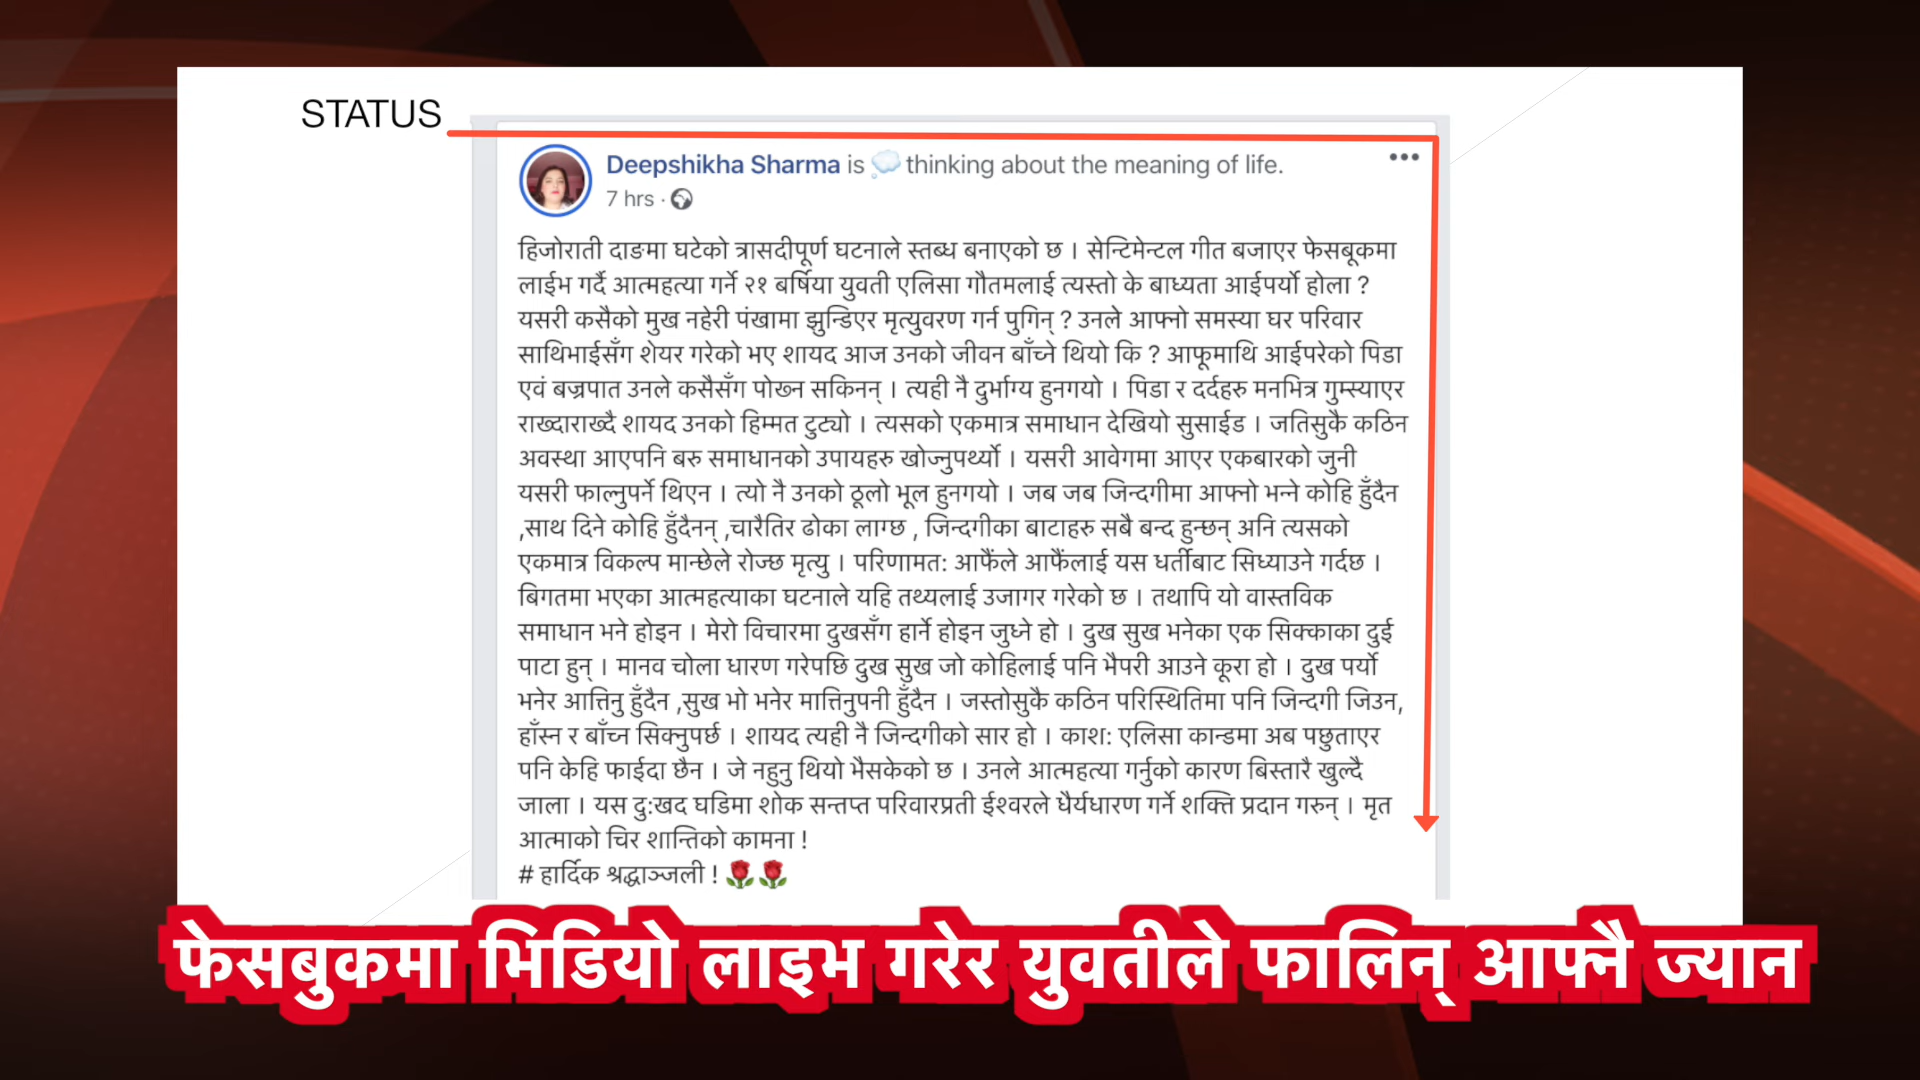 STATUS
Deepshikha Sharma is 💭 thinking about the meaning of life.
7 hrs ·
हिजोराती दाङमा घटेको त्रासदीपूर्ण घटनाले स्तब्ध बनाएको छ । सेन्टिमेन्टल गीत बजाएर फेसबूकमा
लाईभ गर्दै आत्महत्या गर्ने २१ बर्षिया युवती एलिसा गौतमलाई त्यस्तो के बाध्यता आईपर्यो होला ?
यसरी कसैको मुख नहेरी पंखामा झुन्डिएर मृत्युवरण गर्न पुगिन् ? उनले आफ्नो समस्या घर परिवार
साथिभाईसँग शेयर गरेको भए शायद आज उनको जीवन बाँच्ने थियो कि ? आफूमाथि आईपरेको पिडा
एवं बज्रपात उनले कसैसँग पोख्न सकिनन् । त्यही नै दुर्भाग्य हुनगयो । पिडा र दर्दहरु मनभित्र गुम्स्याएर
राख्दाराख्दै शायद उनको हिम्मत टुट्यो । त्यसको एकमात्र समाधान देखियो सुसाईड । जतिसुकै कठिन
अवस्था आएपनि बरु समाधानको उपायहरु खोज्नुपर्थ्यो । यसरी आवेगमा आएर एकबारको जुनी
यसरी फाल्नुपर्ने थिएन । त्यो नै उनको ठूलो भूल हुनगयो । जब जब जिन्दगीमा आफ्नो भन्ने कोहि हुँदैन
,साथ दिने कोहि हुँदैनन् ,चारैतिर ढोका लाग्छ , जिन्दगीका बाटाहरु सबै बन्द हुन्छन् अनि त्यसको
एकमात्र विकल्प मान्छेले रोज्छ मृत्यु । परिणामत: आफैंले आफैंलाई यस धर्तीबाट सिध्याउने गर्दछ ।
बिगतमा भएका आत्महत्याका घटनाले यहि तथ्यलाई उजागर गरेको छ । तथापि यो वास्तविक
समाधान भने होइन । मेरो विचारमा दुखसँग हार्ने होइन जुध्ने हो । दुख सुख भनेका एक सिक्काका दुई
पाटा हुन् । मानव चोला धारण गरेपछि दुख सुख जो कोहिलाई पनि भैपरी आउने कूरा हो । दुख पर्यो
भनेर आत्तिनु हुँदैन ,सुख भो भनेर मात्तिनुपनी हुँदैन । जस्तोसुकै कठिन परिस्थितिमा पनि जिन्दगी जिउन,
हाँस्न र बाँच्न सिक्नुपर्छ । शायद त्यही नै जिन्दगीको सार हो । काश: एलिसा कान्डमा अब पछुताएर
पनि केहि फाईदा छैन । जे नहुनु थियो भैसकेको छ । उनले आत्महत्या गर्नुको कारण बिस्तारै खुल्दै
जाला । यस दु:खद घडिमा शोक सन्तप्त परिवारप्रती ईश्वरले धैर्यधारण गर्ने शक्ति प्रदान गरुन् । मृत
आत्माको चिर शान्तिको कामना !
# हार्दिक श्रद्धाञ्जली ! 🌹🌹
फेसबुकमा भिडियो लाइभ गरेर युवतीले फालिन् आफ्नै ज्यान